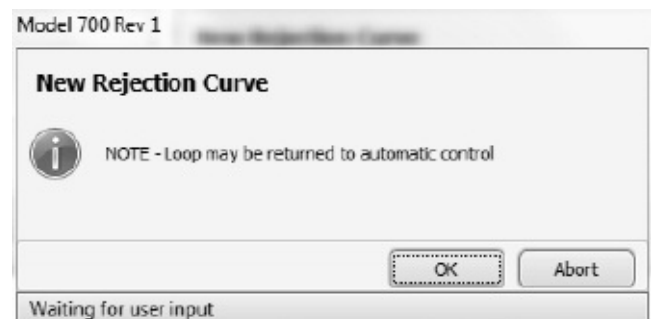 Model 700 Rev 1
New Rejection Curve
NOTE - Loop may be returned to automatic control
OK
Abort
Waiting for user input